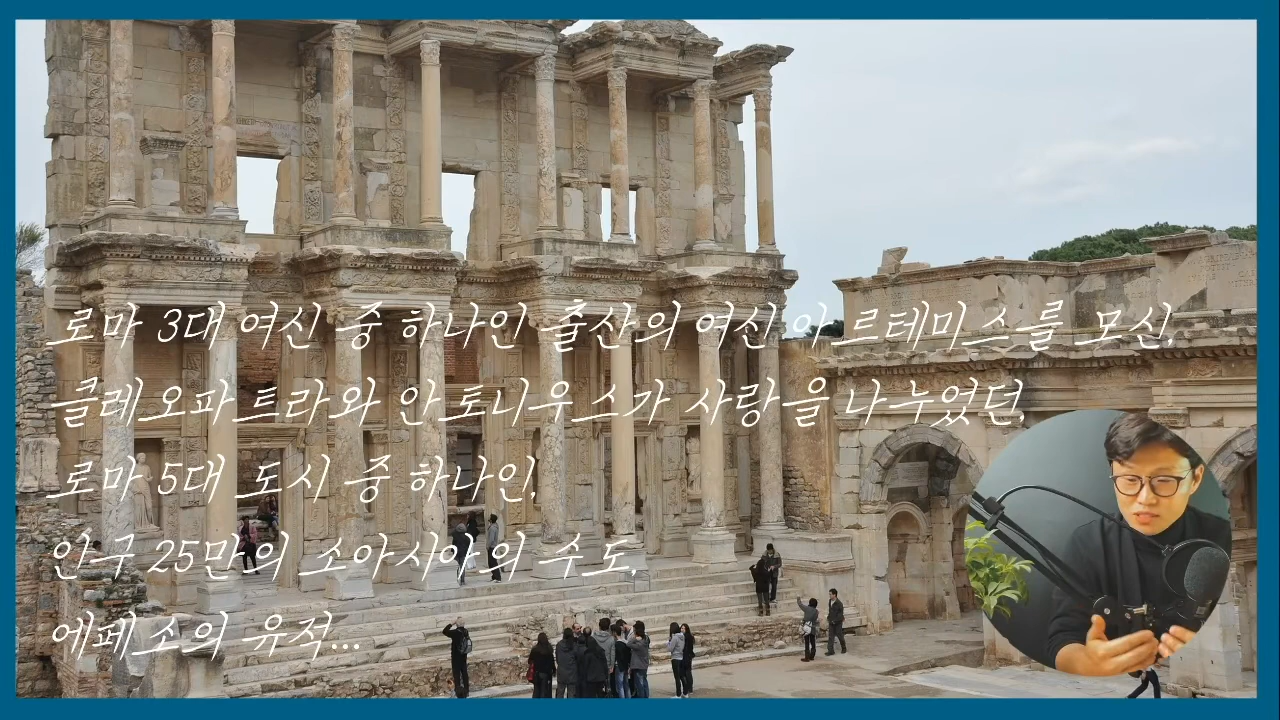 로마 3대 여신 중 하나인 출산의 여신 아르테미스를 모신,
클레오파트라와 안토니우스가 사랑을 나누었던,
로마 5대 도시 중 하나인,
인구 25만의 소아시아의 수도,
에페소의 유적...